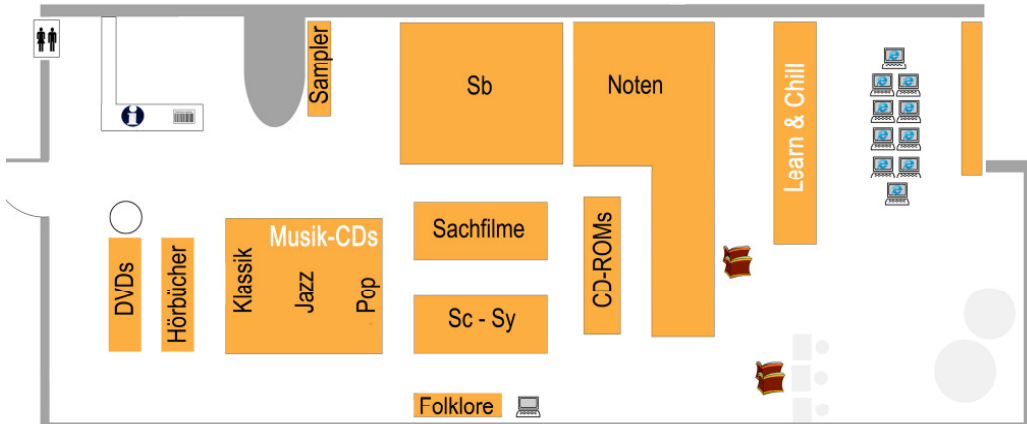 Sampler
Sb
Noten
Learn & Chill
Musik-CDs
Klassik
Jazz
Pop
DVDs
Hörbücher
Sachfilme
CD-ROMs
Sc - Sy
Folklore
i